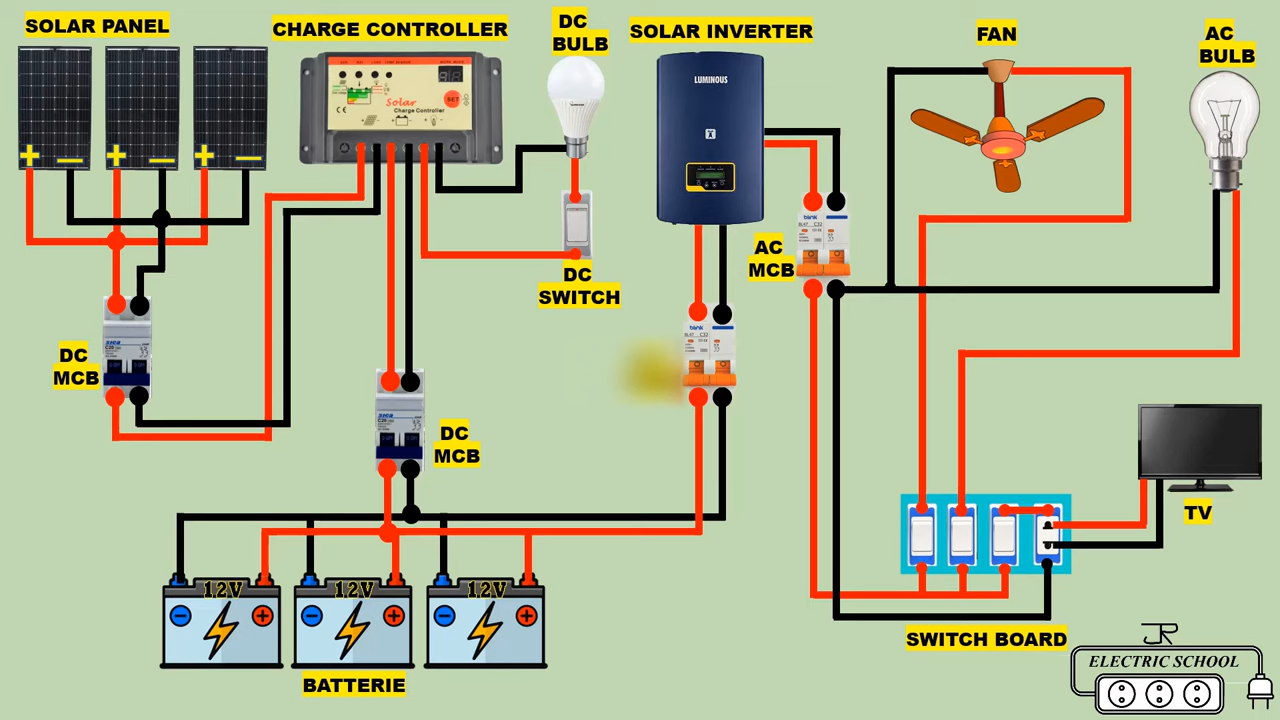 SOLAR PANEL
CHARGE CONTROLLER
DC
BULB
SOLAR INVERTER
FAN
AC
BULB
LUMINOUS
Solar
Charge Controller
SET
+ — + — + —
DC
SWITCH
AC
MCB
DC
MCB
DC
MCB
TV
12V
12V
12V
BATTERIE
SWITCH BOARD
JR
ELECTRIC SCHOOL